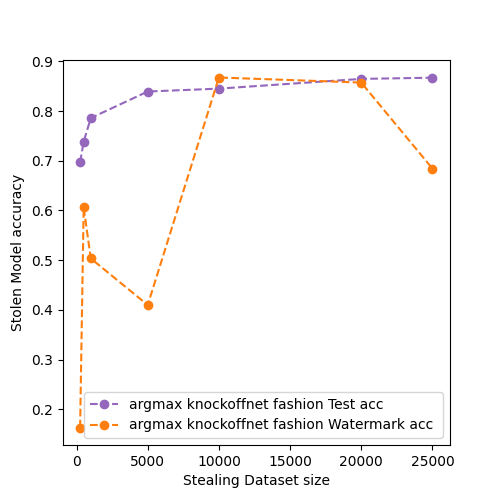 0.9
0.8
0.7
0.6
0.5
0.4
0.3
0.2
Stolen Model accuracy
argmax knockoffnet fashion Test acc
argmax knockoffnet fashion Watermark acc
0 5000 10000 15000 20000 25000
Stealing Dataset size